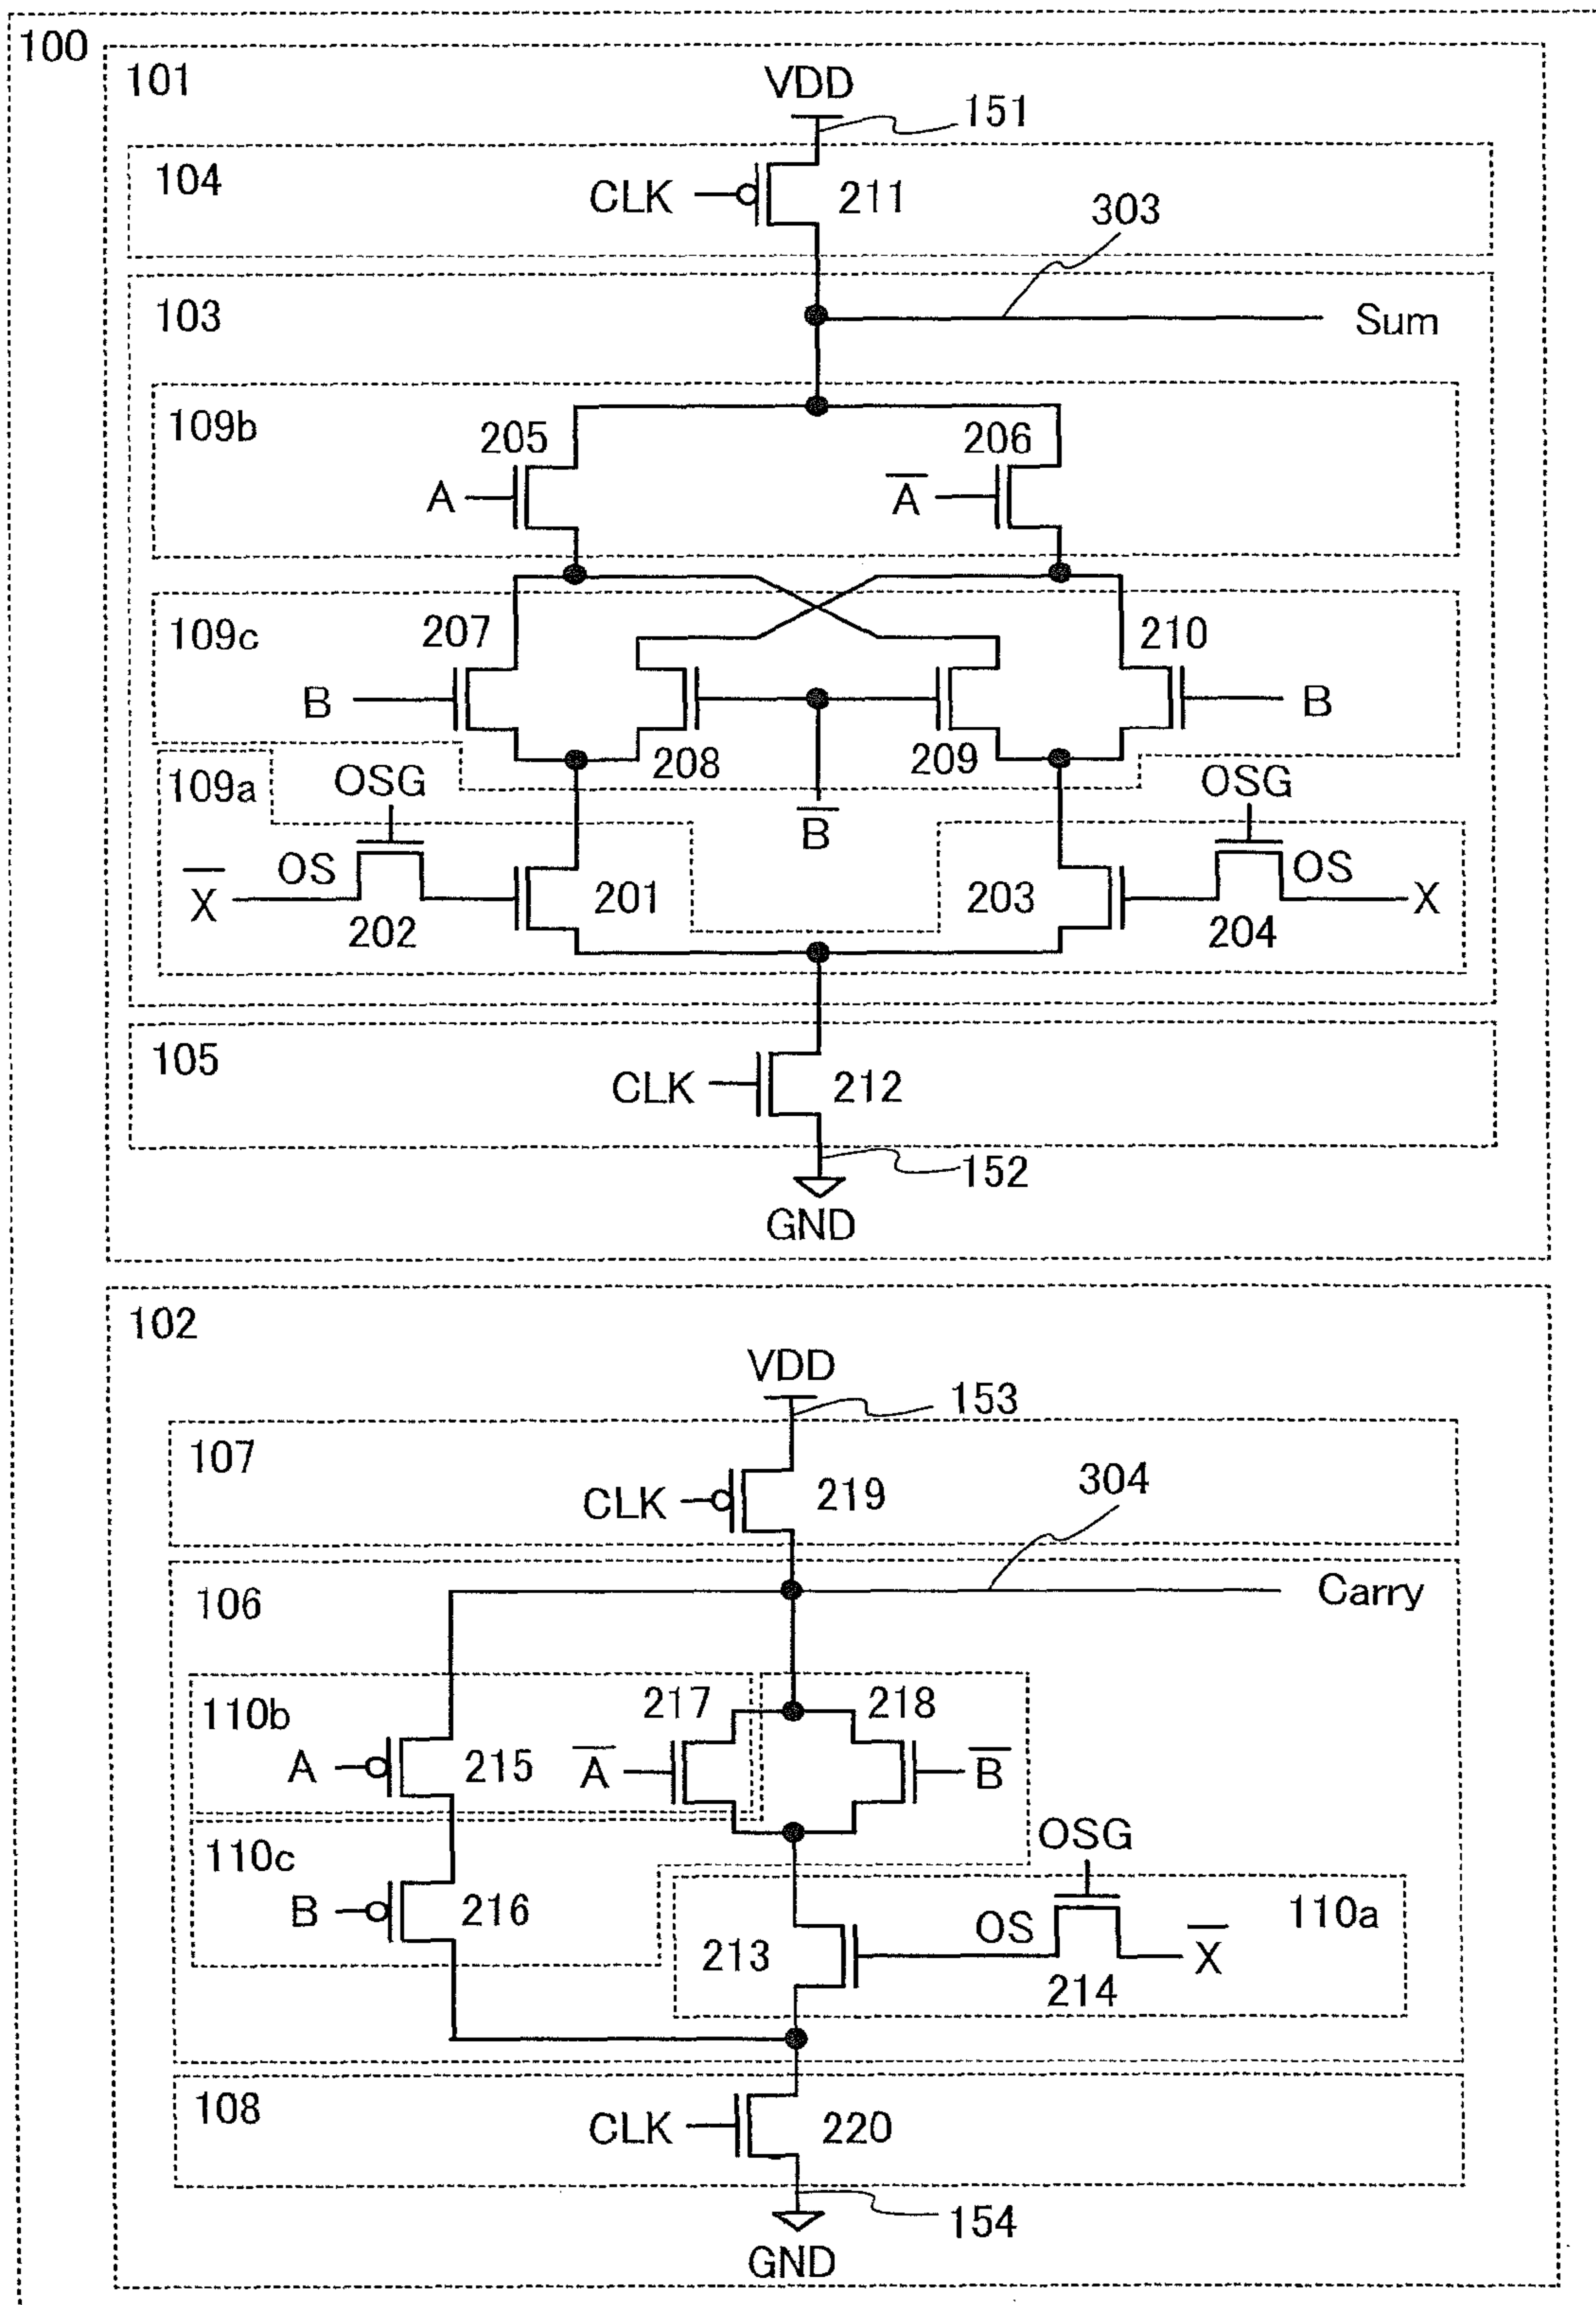 100
101
VDD
151
104
CLK
211
303
103
Sum
109b
205
206
A
A̅
109c
207
210
B
B
208
209
109a
OSG
OSG
B̅
OS
OS
X̅
201
203
X
202
204
105
CLK
212
152
GND
102
VDD
153
107
CLK
219
304
106
Carry
110b
217
218
A
215
A̅
B̅
110c
OSG
B
216
110a
OS
213
X̅
214
108
CLK
220
154
GND